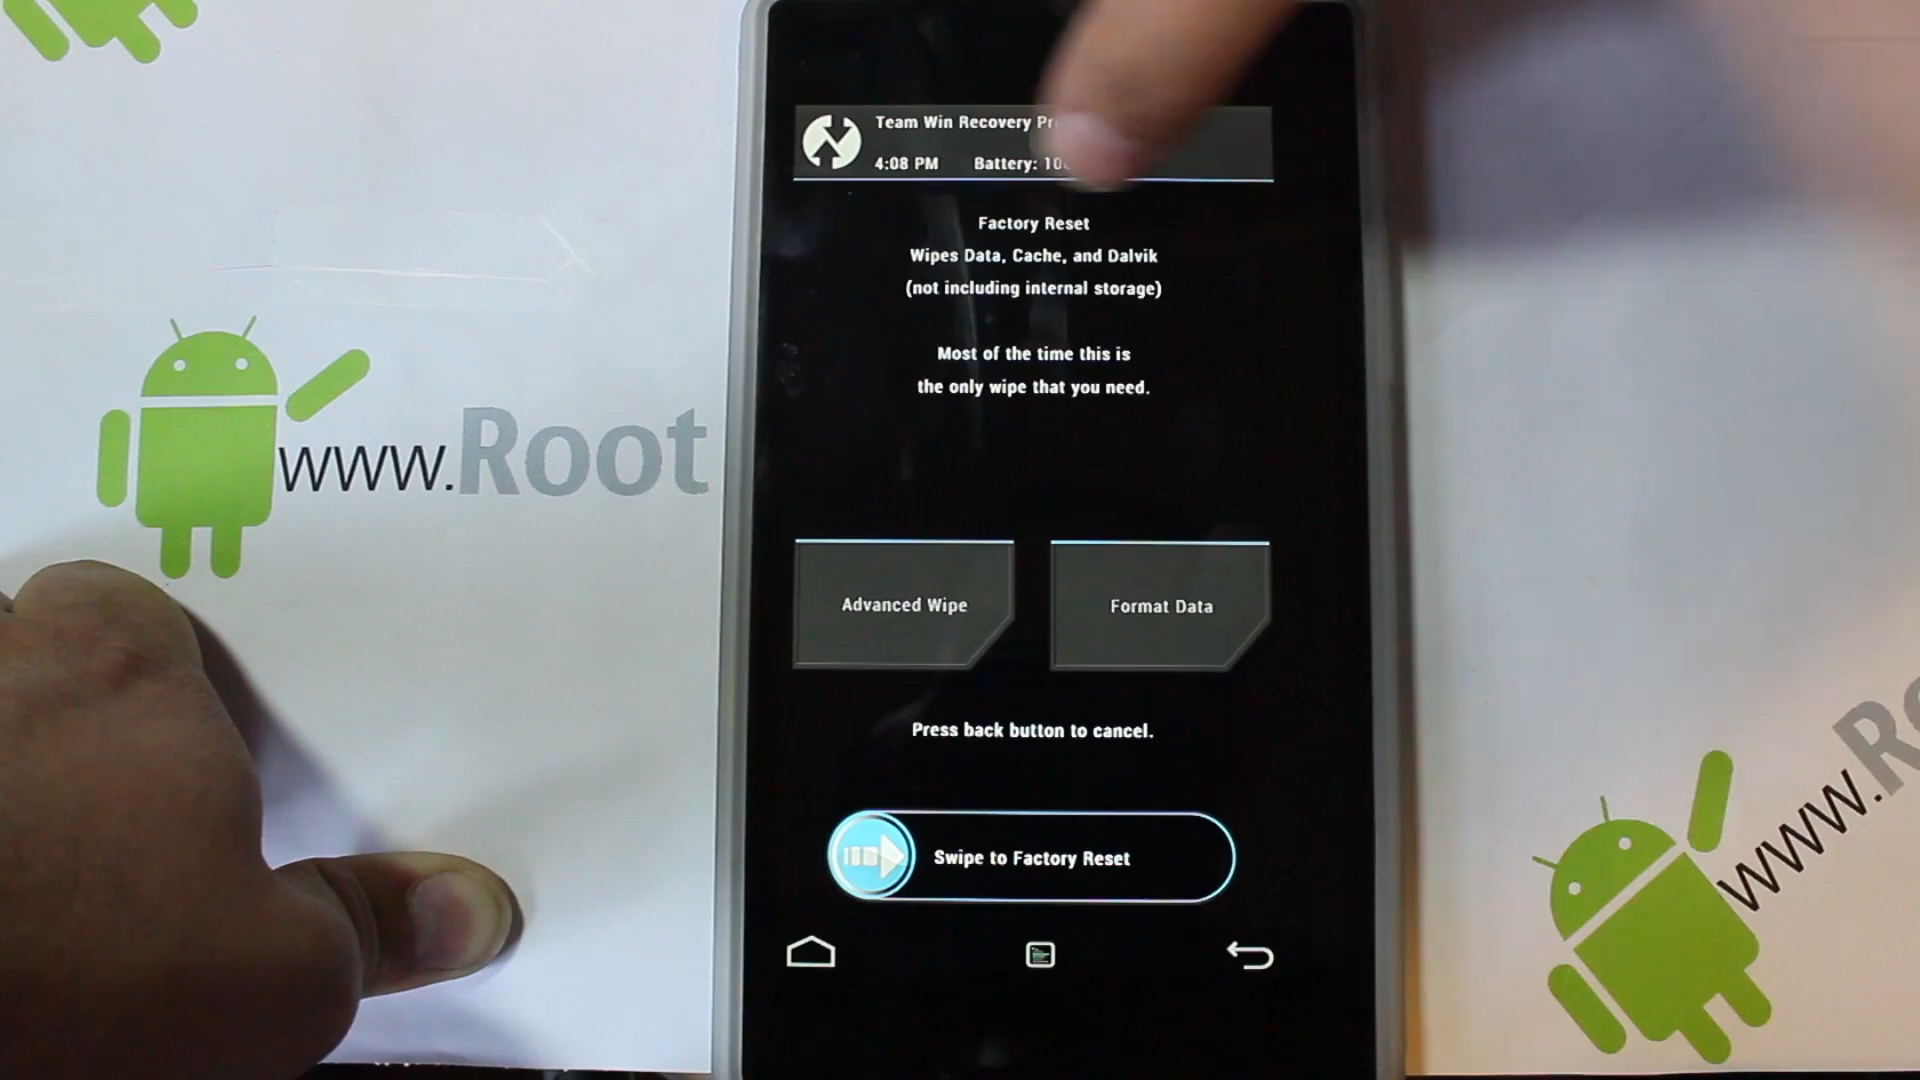 www.Root
Team Win Recovery
4:08 PM Battery:
Factory Reset
Wipes Data, Cache, and Dalvik
(not including internal storage)
Most of the time this is
the only wipe that you need.
Advanced Wipe
Format Data
Press back button to cancel.
Swipe to Factory Reset
www.